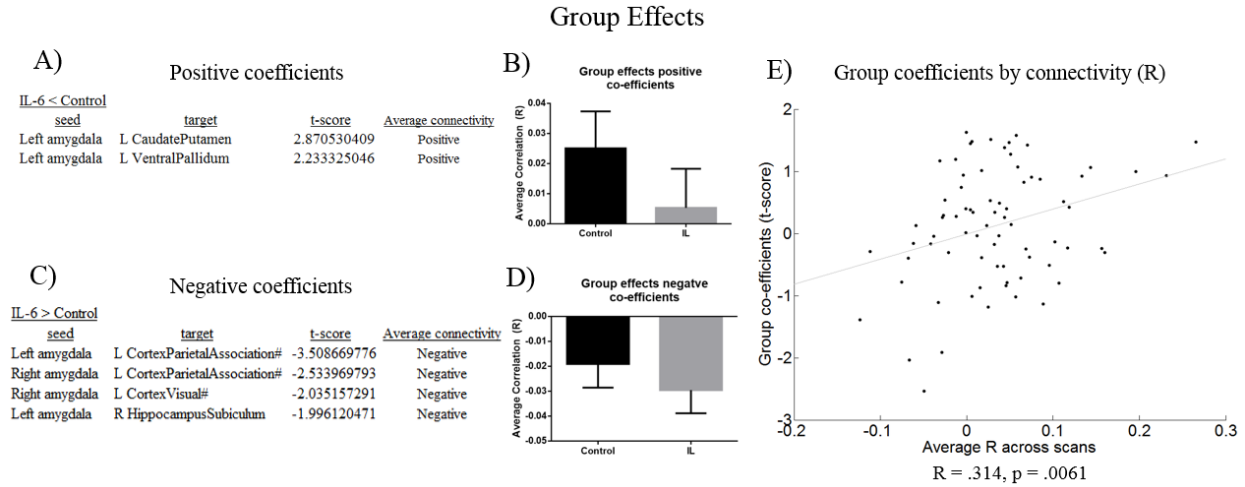 Group Effects
A)
Positive coefficients
IL-6 < Control
seed target t-score Average connectivity
Left amygdala L CaudatePutamen 2.870530409 Positive
Left amygdala L VentralPallidum 2.233325046 Positive
B)
Group effects positive
co-efficients
Average Correlation (R)
0.04
0.03
0.02
0.01
0.00
Control IL
C)
Negative coefficients
IL-6 > Control
seed target t-score Average connectivity
Left amygdala L CortexParietalAssociation# -3.508669776 Negative
Right amygdala L CortexParietalAssociation# -2.533969793 Negative
Right amygdala L CortexVisual# -2.035157291 Negative
Left amygdala R HippocampusSubiculum -1.996120471 Negative
D)
Group effects negatve
co-efficients
Average Correlation (R)
0.00
-0.01
-0.02
-0.03
-0.04
-0.05
Control IL
E)
Group coefficients by connectivity (R)
Group co-efficients (t-score)
2
1
0
-1
-2
-3
-0.2 -0.1 0 0.1 0.2 0.3
Average R across scans
R = .314, p = .0061